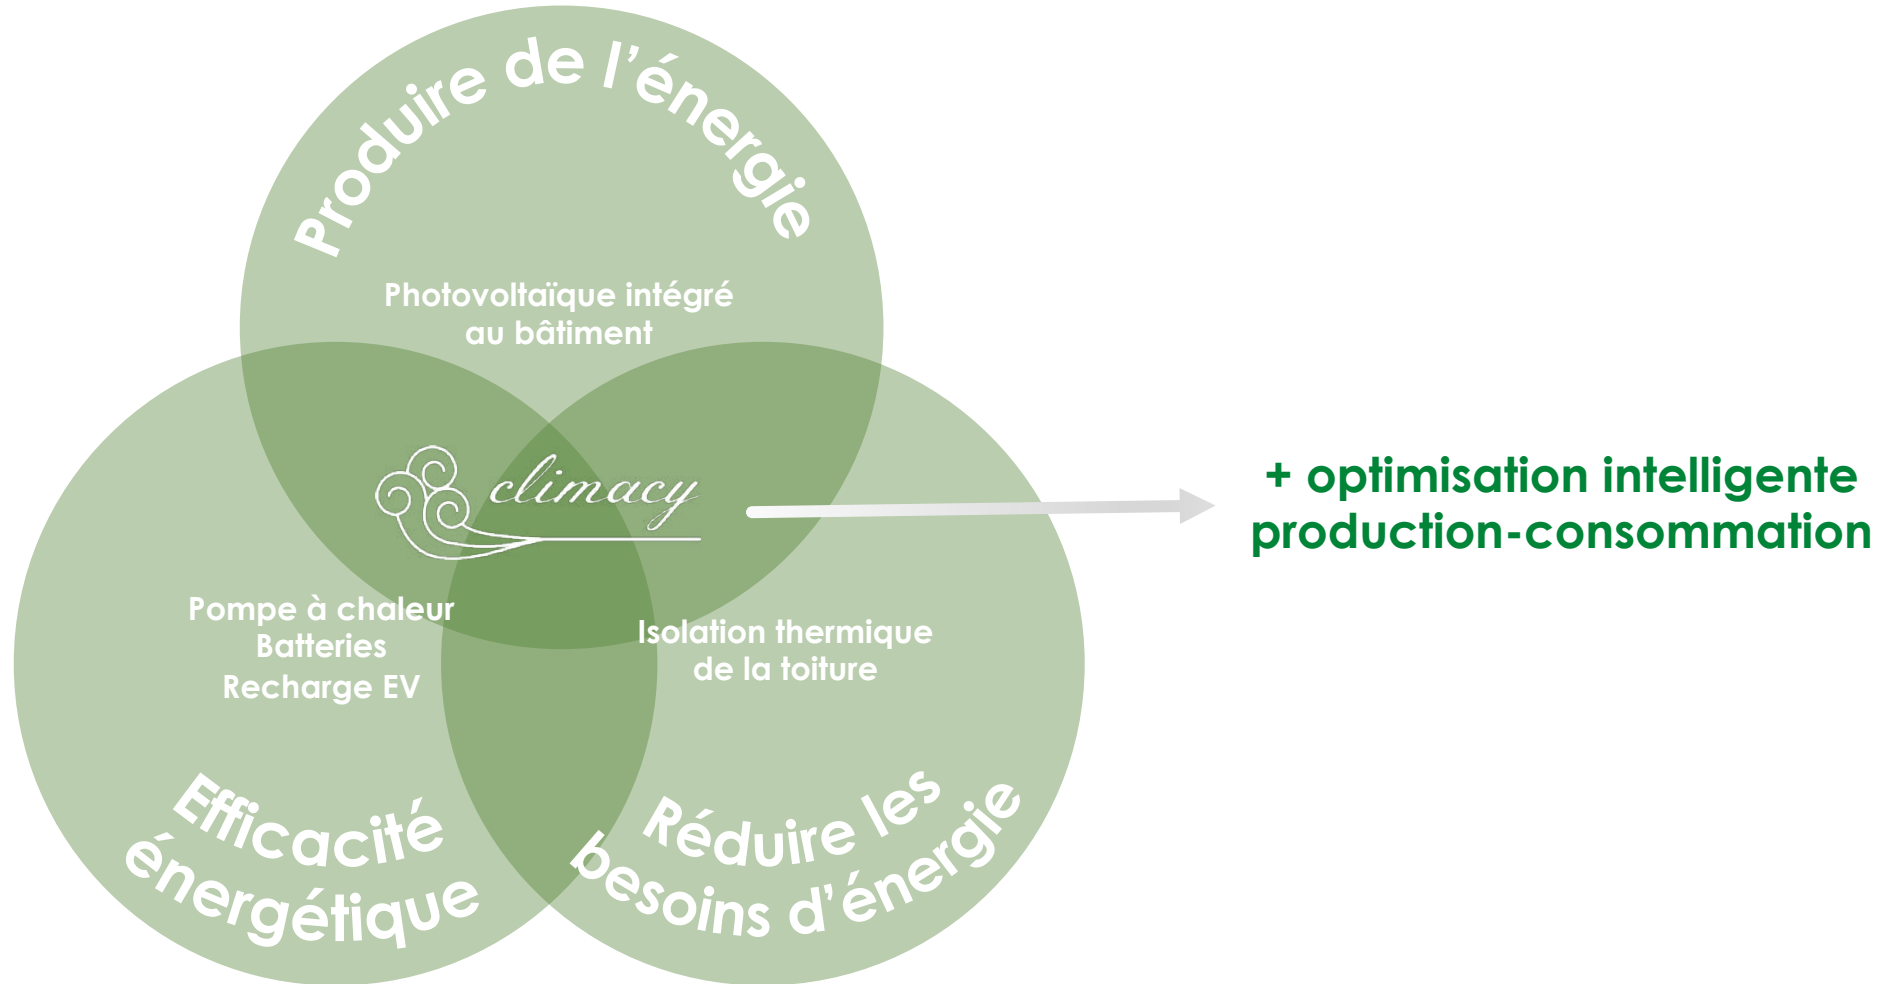 Produire de l'énergie
Photovoltaïque intégré
au bâtiment
climacy
+ optimisation intelligente
production-consommation
Pompe à chaleur
Batteries
Recharge EV
Isolation thermique
de la toiture
Efficacité
énergétique
Réduire les
besoins d'énergie